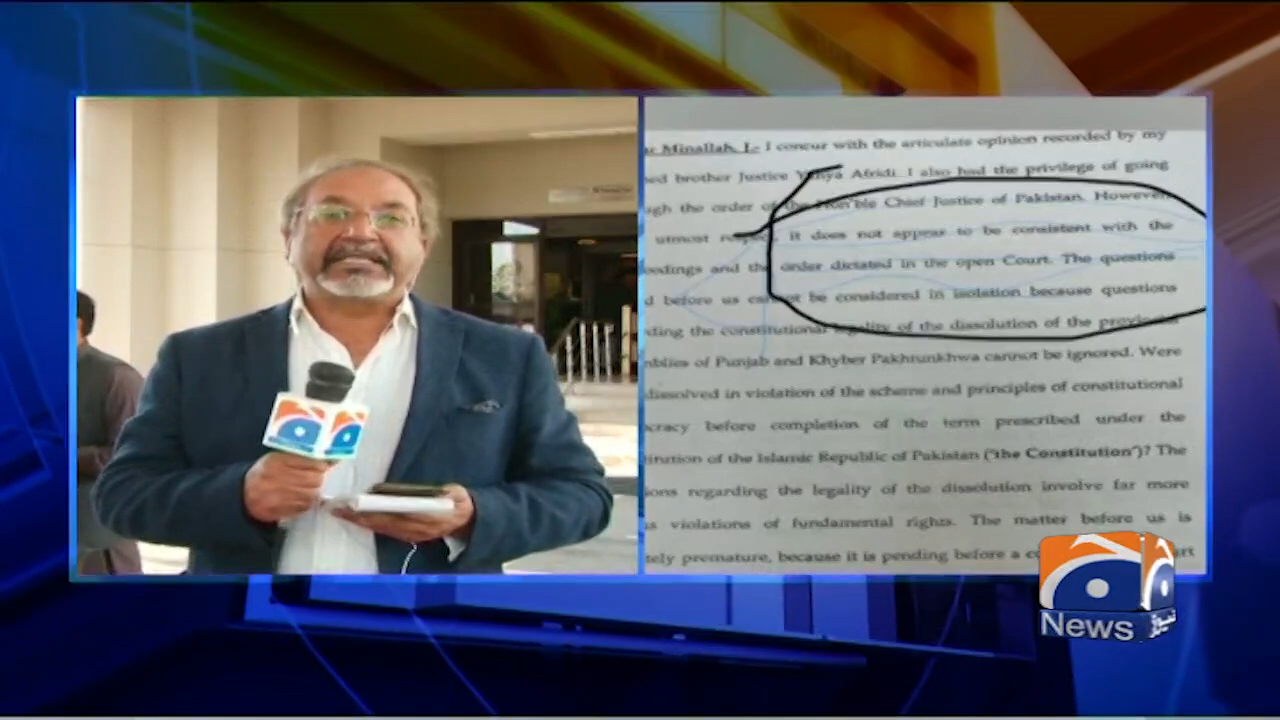 Minallah, J.- I concur with the articulate opinion recorded by my
brother Justice Yahya Afridi. I also had the privilege of going
the order of the Hon'ble Chief Justice of Pakistan. However,
utmost respect, it does not appear to be consistent with the
and the order dictated in the open Court. The questions
before us cannot be considered in isolation because questions
the constitutional legality of the dissolution of the provincial
of Punjab and Khyber Pakhrunkhwa cannot be ignored. Were
dissolved in violation of the scheme and principles of constitutional
before completion of the term prescribed under the
of the Islamic Republic of Pakistan ("the Constitution")? The
regarding the legality of the dissolution involve far more
violations of fundamental rights. The matter before us is
premature, because it is pending before a
News
نیوز